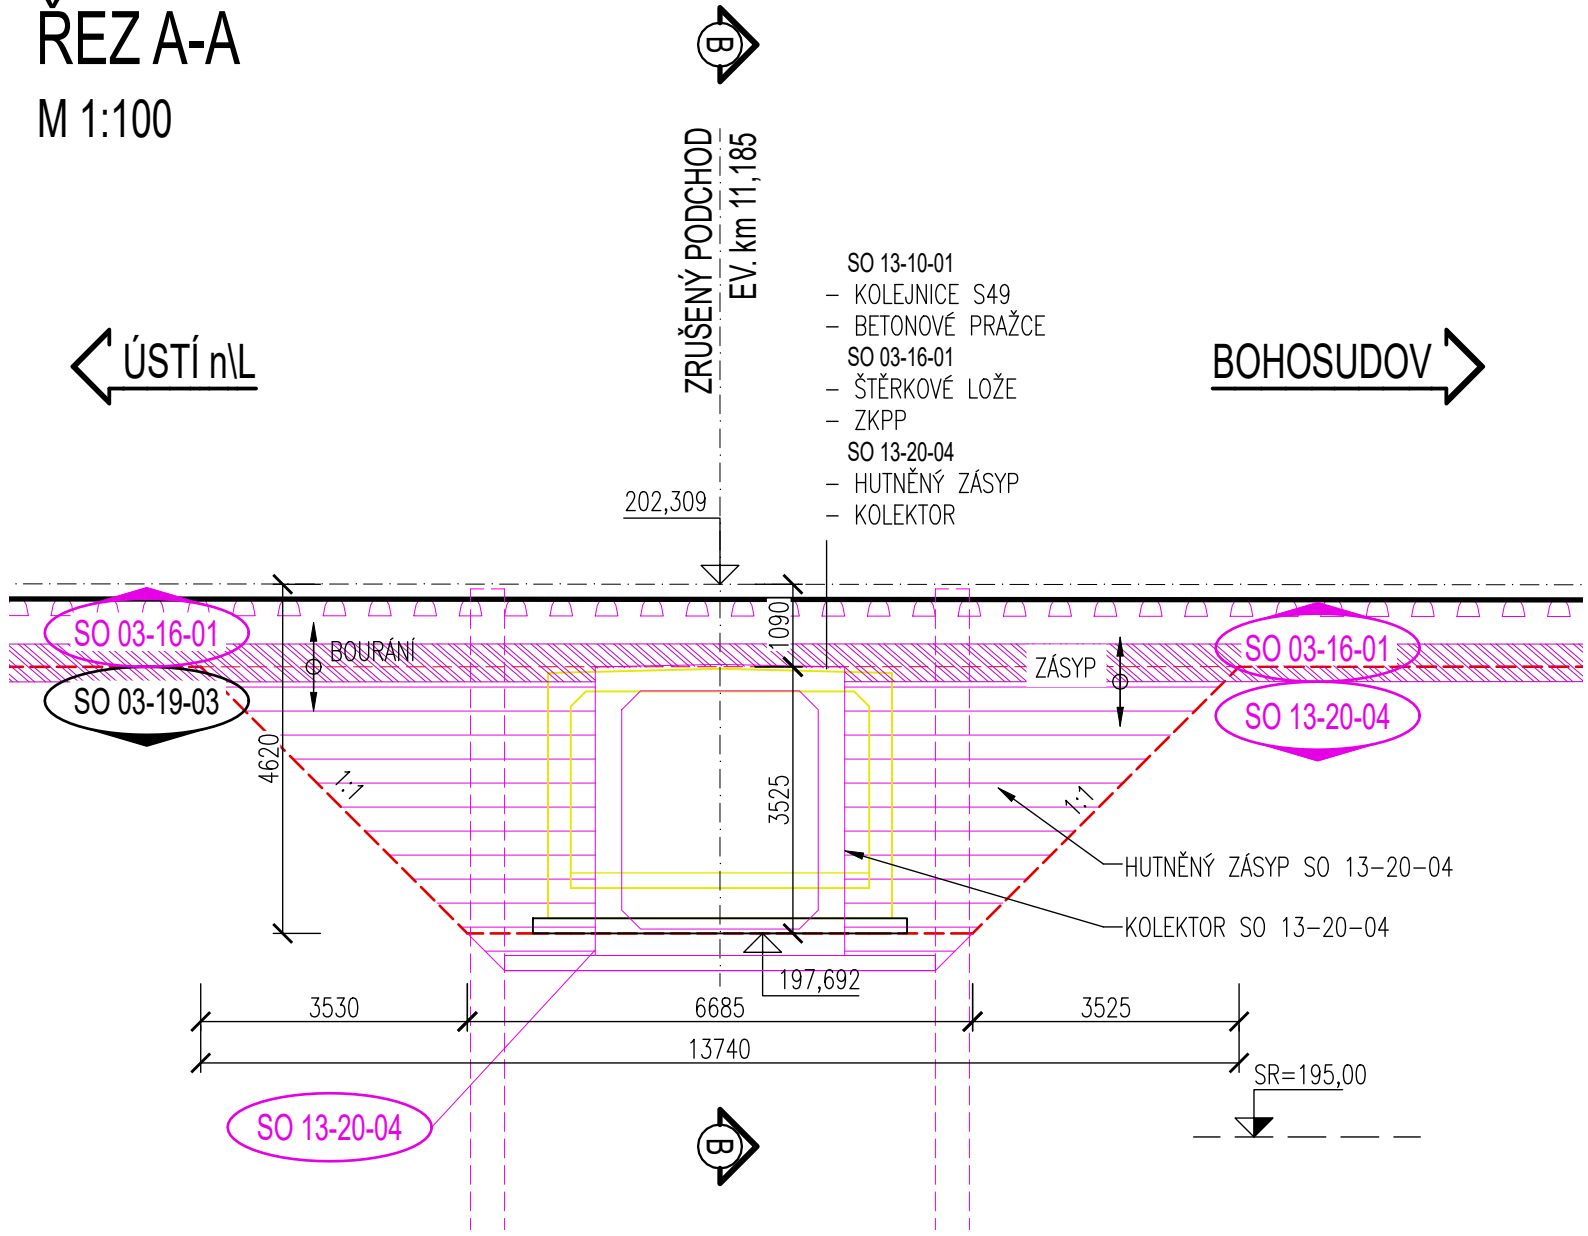 ŘEZ A-A
M 1:100
B
ZRUŠENÝ PODCHOD
EV. km 11,185
SO 13-10-01
– KOLEJNICE S49
– BETONOVÉ PRAŽCE
SO 03-16-01
– ŠTĚRKOVÉ LOŽE
– ZKPP
SO 13-20-04
– HUTNĚNÝ ZÁSYP
– KOLEKTOR
ÚSTÍ n\L
BOHOSUDOV
202,309
1090
SO 03-16-01
BOURÁNÍ
ZÁSYP
SO 03-16-01
SO 03-19-03
SO 13-20-04
4620
1:1
3525
1:1
HUTNĚNÝ ZÁSYP SO 13-20-04
KOLEKTOR SO 13-20-04
197,692
3530
6685
3525
13740
SR=195,00
SO 13-20-04
B